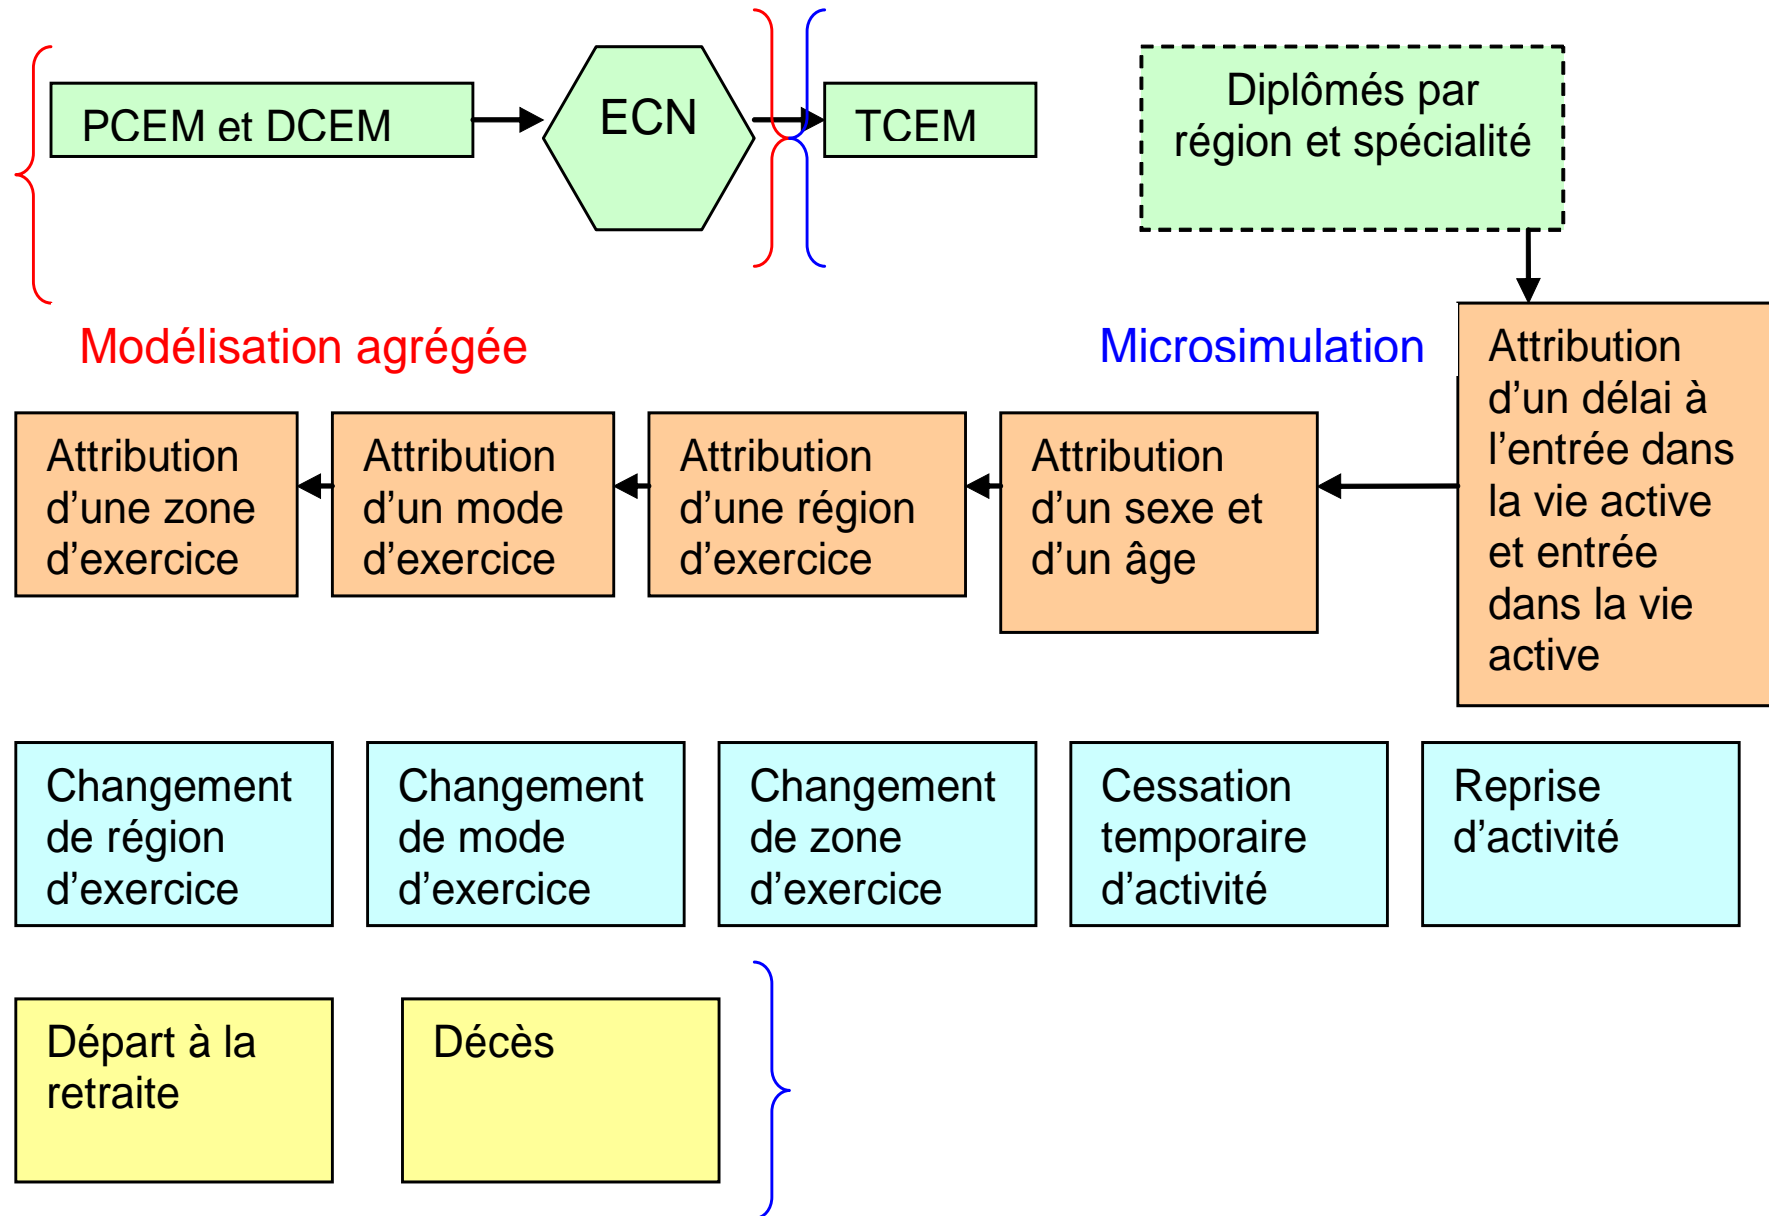 PCEM et DCEM
ECN
TCEM
Diplômés par
région et spécialité
Modélisation agrégée
Microsimulation
Attribution
d’un délai à
l’entrée dans
la vie active
et entrée
dans la vie
active
Attribution
d’une zone
d’exercice
Attribution
d’un mode
d’exercice
Attribution
d’une région
d’exercice
Attribution
d’un sexe et
d’un âge
Changement
de région
d’exercice
Changement
de mode
d’exercice
Changement
de zone
d’exercice
Cessation
temporaire
d’activité
Reprise
d’activité
Départ à la
retraite
Décès